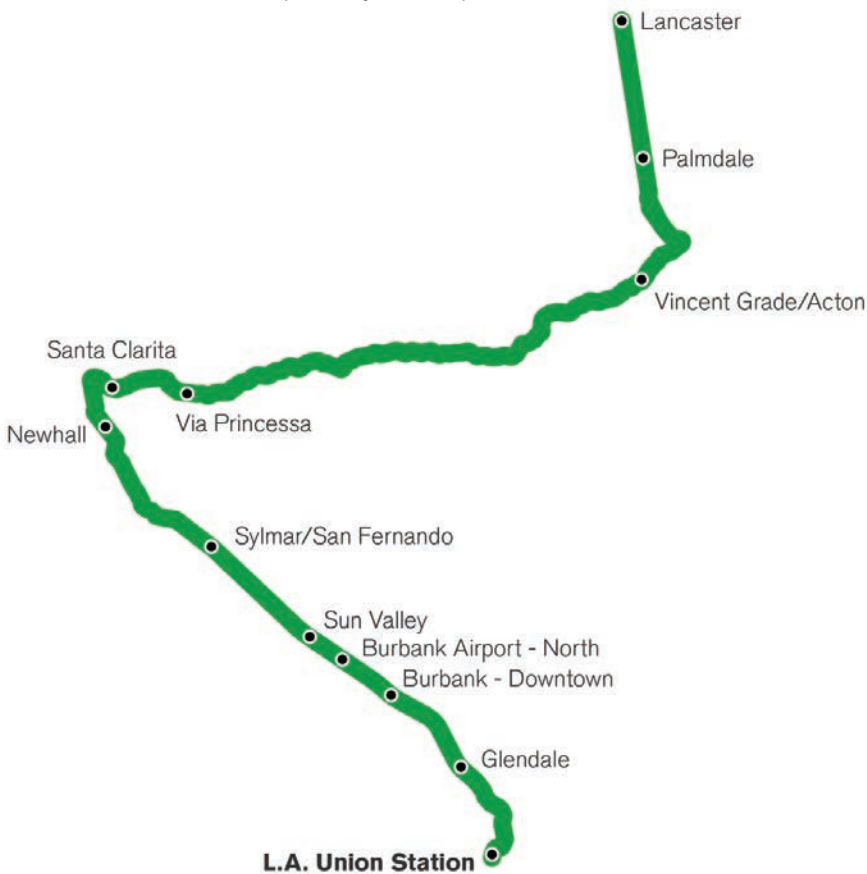 Lancaster
Palmdale
Vincent Grade/Acton
Santa Clarita
Via Princessa
Newhall
Sylmar/San Fernando
Sun Valley
Burbank Airport - North
Burbank - Downtown
Glendale
L.A. Union Station